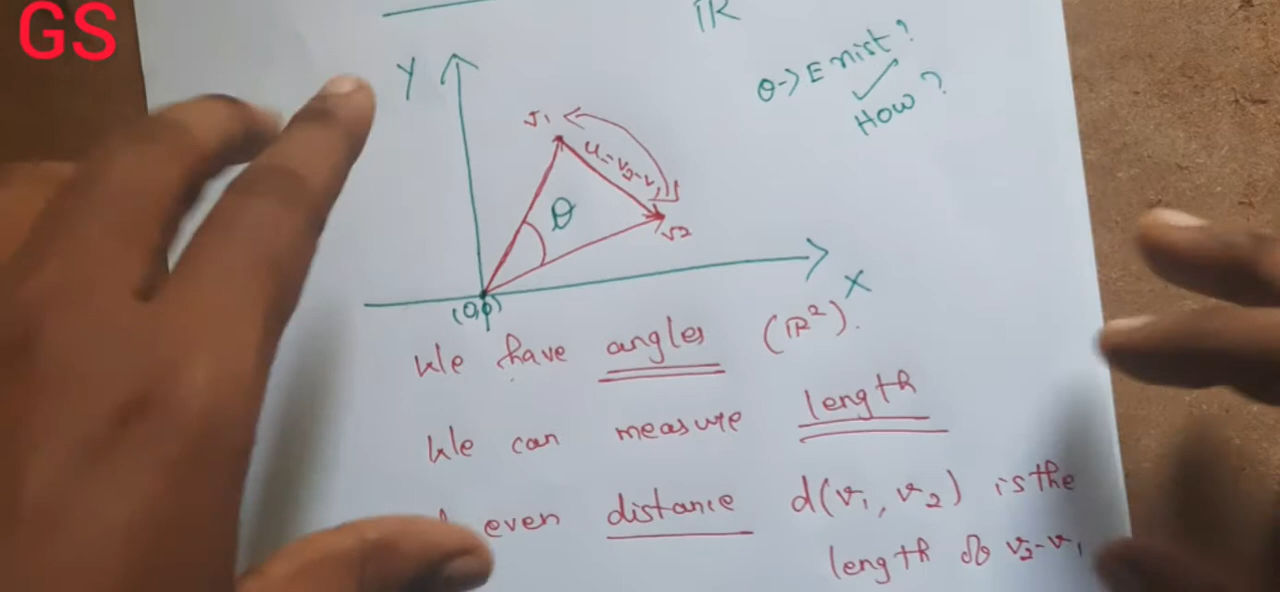 GS
IR
θ-> Exist?
How?
Y
v1
u=v2-v1
θ
v2
X
(0,0)
We have angles (IR²).
We can measure length
even distance d(v1, v2) is the
length of v2-v1